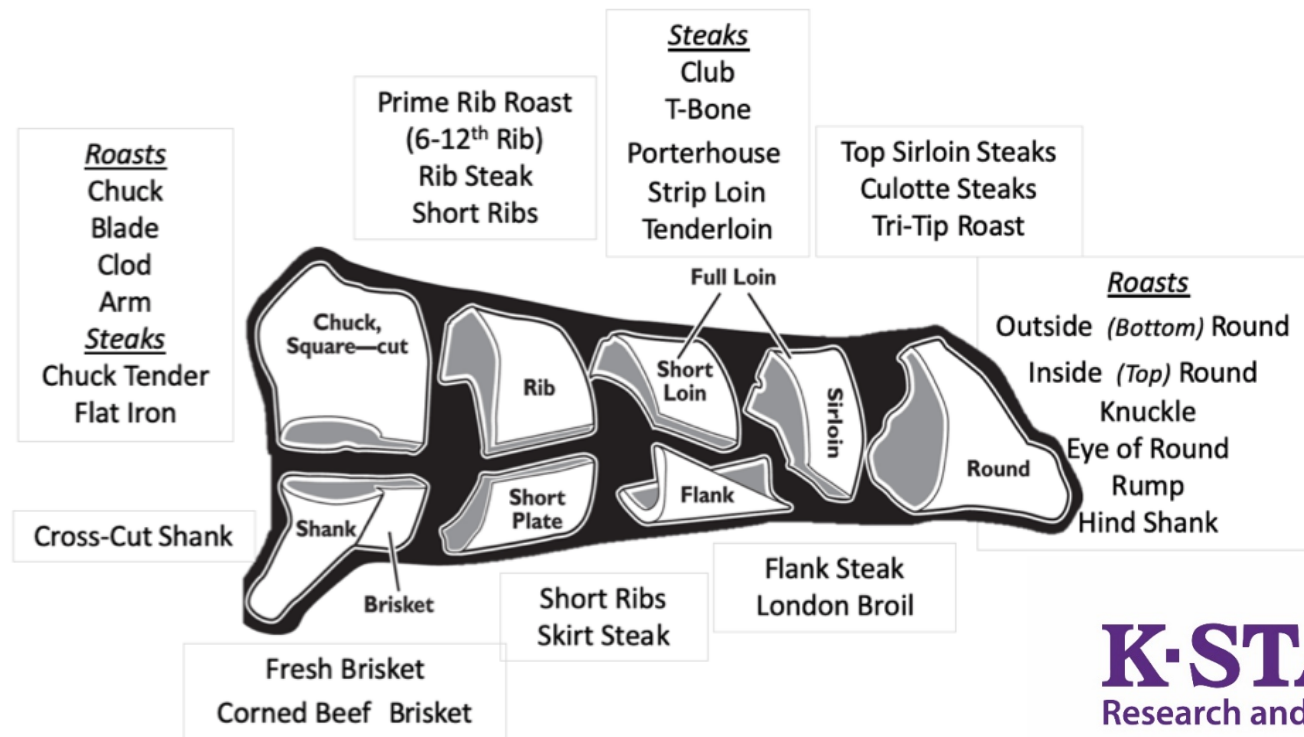 Steaks
Club
T-Bone
Porterhouse
Strip Loin
Tenderloin
Prime Rib Roast
(6-12th Rib)
Rib Steak
Short Ribs
Roasts
Chuck
Blade
Clod
Arm
Steaks
Chuck Tender
Flat Iron
Top Sirloin Steaks
Culotte Steaks
Tri-Tip Roast
Roasts
Outside (Bottom) Round
Inside (Top) Round
Knuckle
Eye of Round
Rump
Hind Shank
Full Loin
Chuck,
Square—cut
Rib
Short
Loin
Sirloin
Round
Shank
Brisket
Short
Plate
Flank
Cross-Cut Shank
Fresh Brisket
Corned Beef Brisket
Short Ribs
Skirt Steak
Flank Steak
London Broil
K·STA
Research and